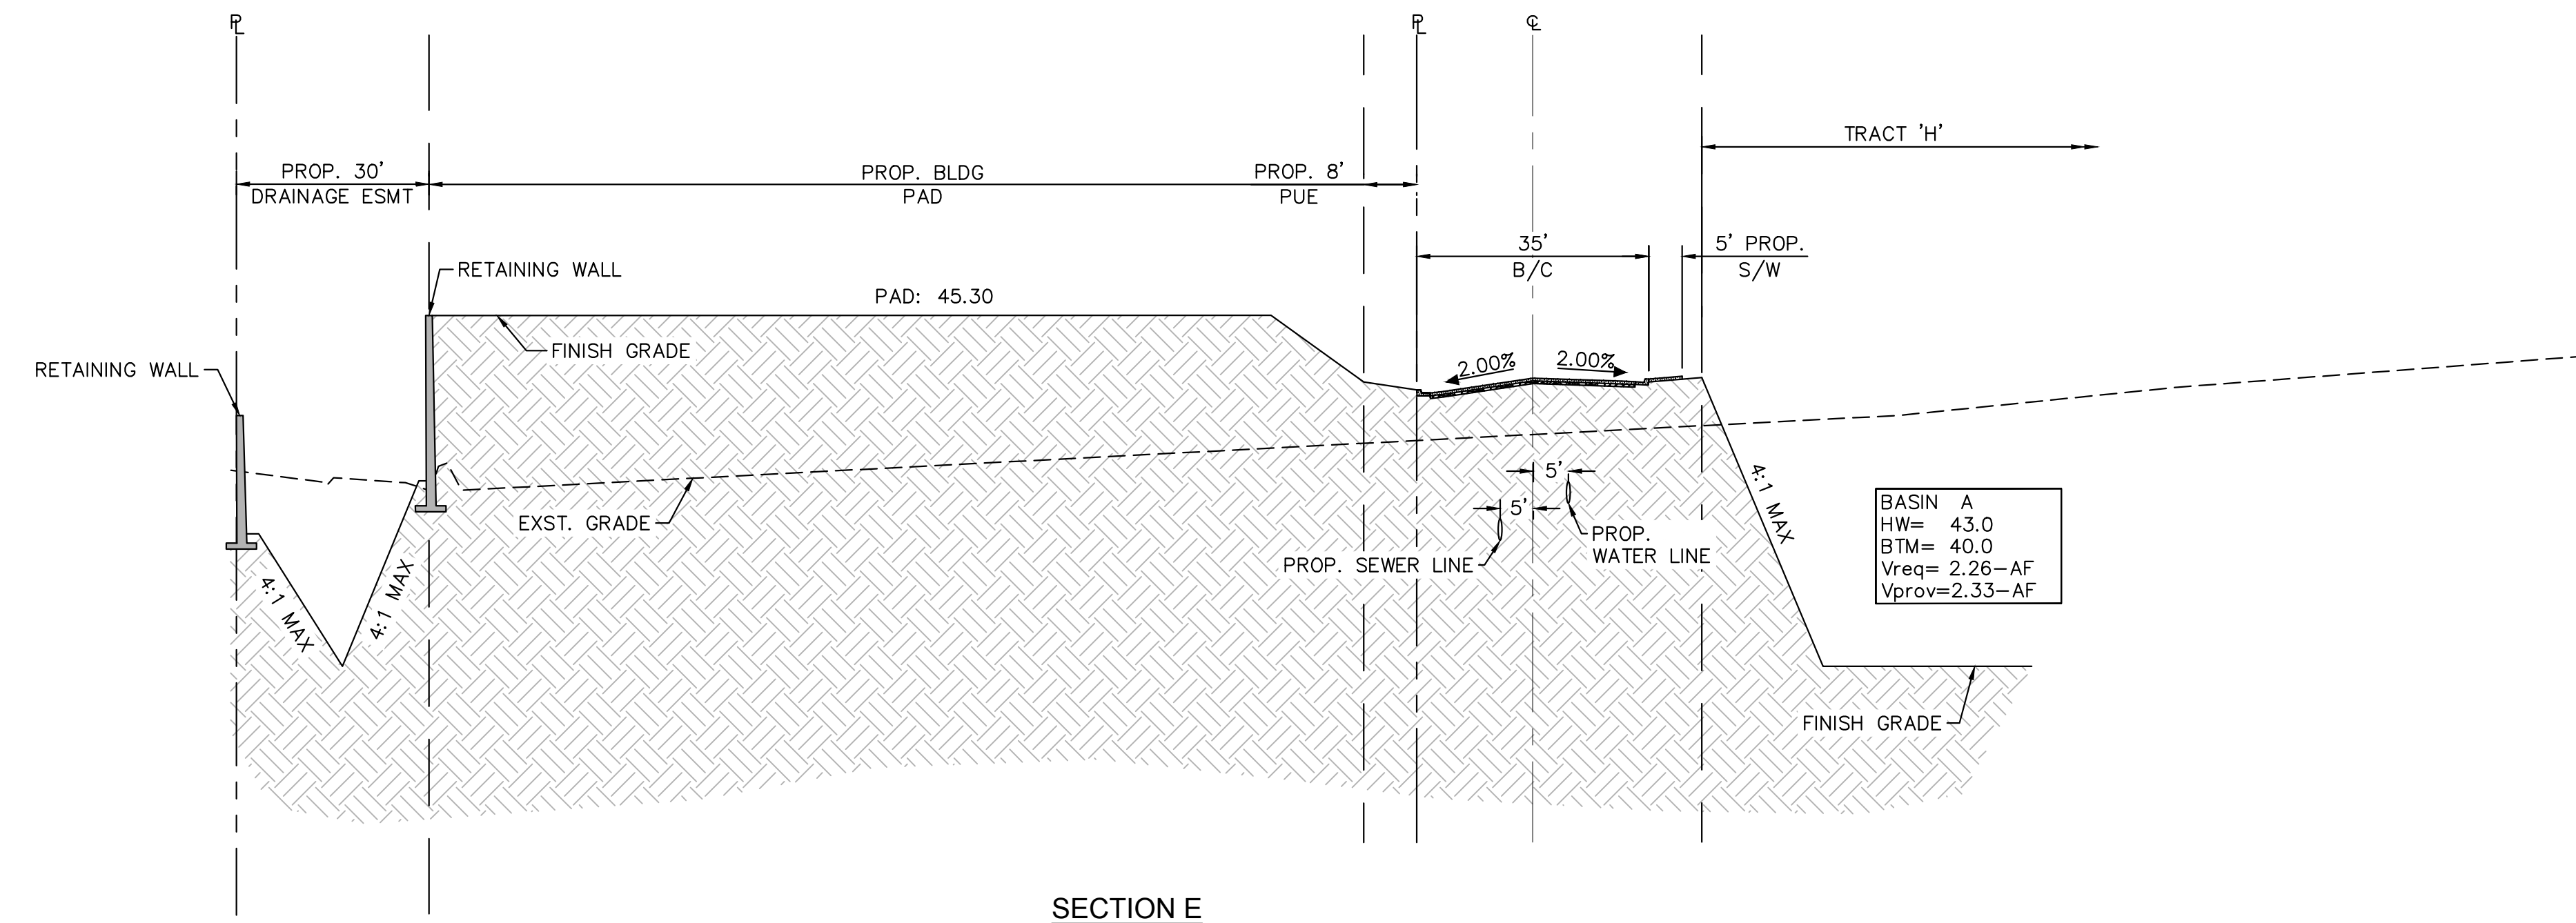 PL
PL
CL
TRACT 'H'
PROP. 30'
DRAINAGE ESMT
PROP. BLDG
PAD
PROP. 8'
PUE
35'
B/C
5' PROP.
S/W
RETAINING WALL
PAD: 45.30
FINISH GRADE
RETAINING WALL
2.00%
2.00%
5'
5'
EXST. GRADE
PROP.
WATER LINE
PROP. SEWER LINE
4:1 MAX
4:1 MAX
4:1 MAX
BASIN A
HW= 43.0
BTM= 40.0
Vreq= 2.26-AF
Vprov=2.33-AF
FINISH GRADE
SECTION E